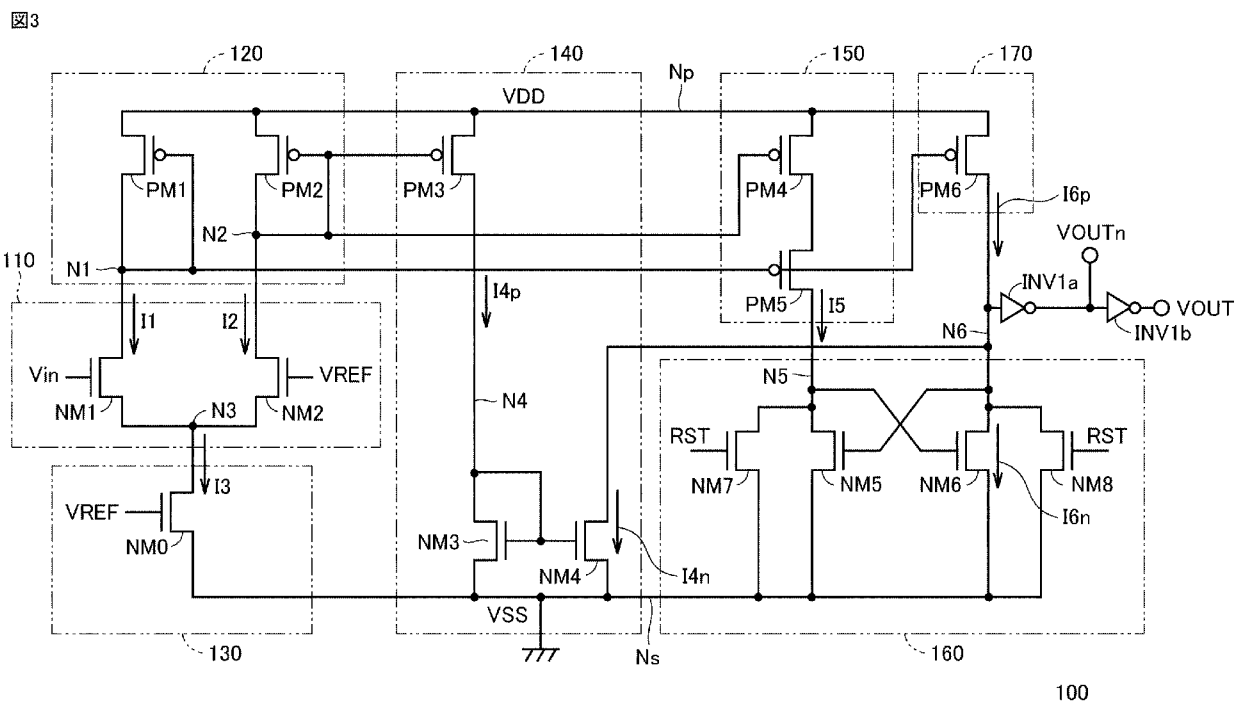 図3
120
140
150
170
VDD
Np
PM1
PM2
PM3
PM4
PM6
I6p
N2
VOUTn
110
N1
INV1a
I1
I2
I4p
PM5
I5
VOUT
INV1b
N6
Vin
VREF
N5
NM1
N3
NM2
N4
RST
RST
I3
NM7
NM5
NM6
NM8
VREF
NM0
NM3
I6n
NM4
I4n
VSS
130
Ns
160
100